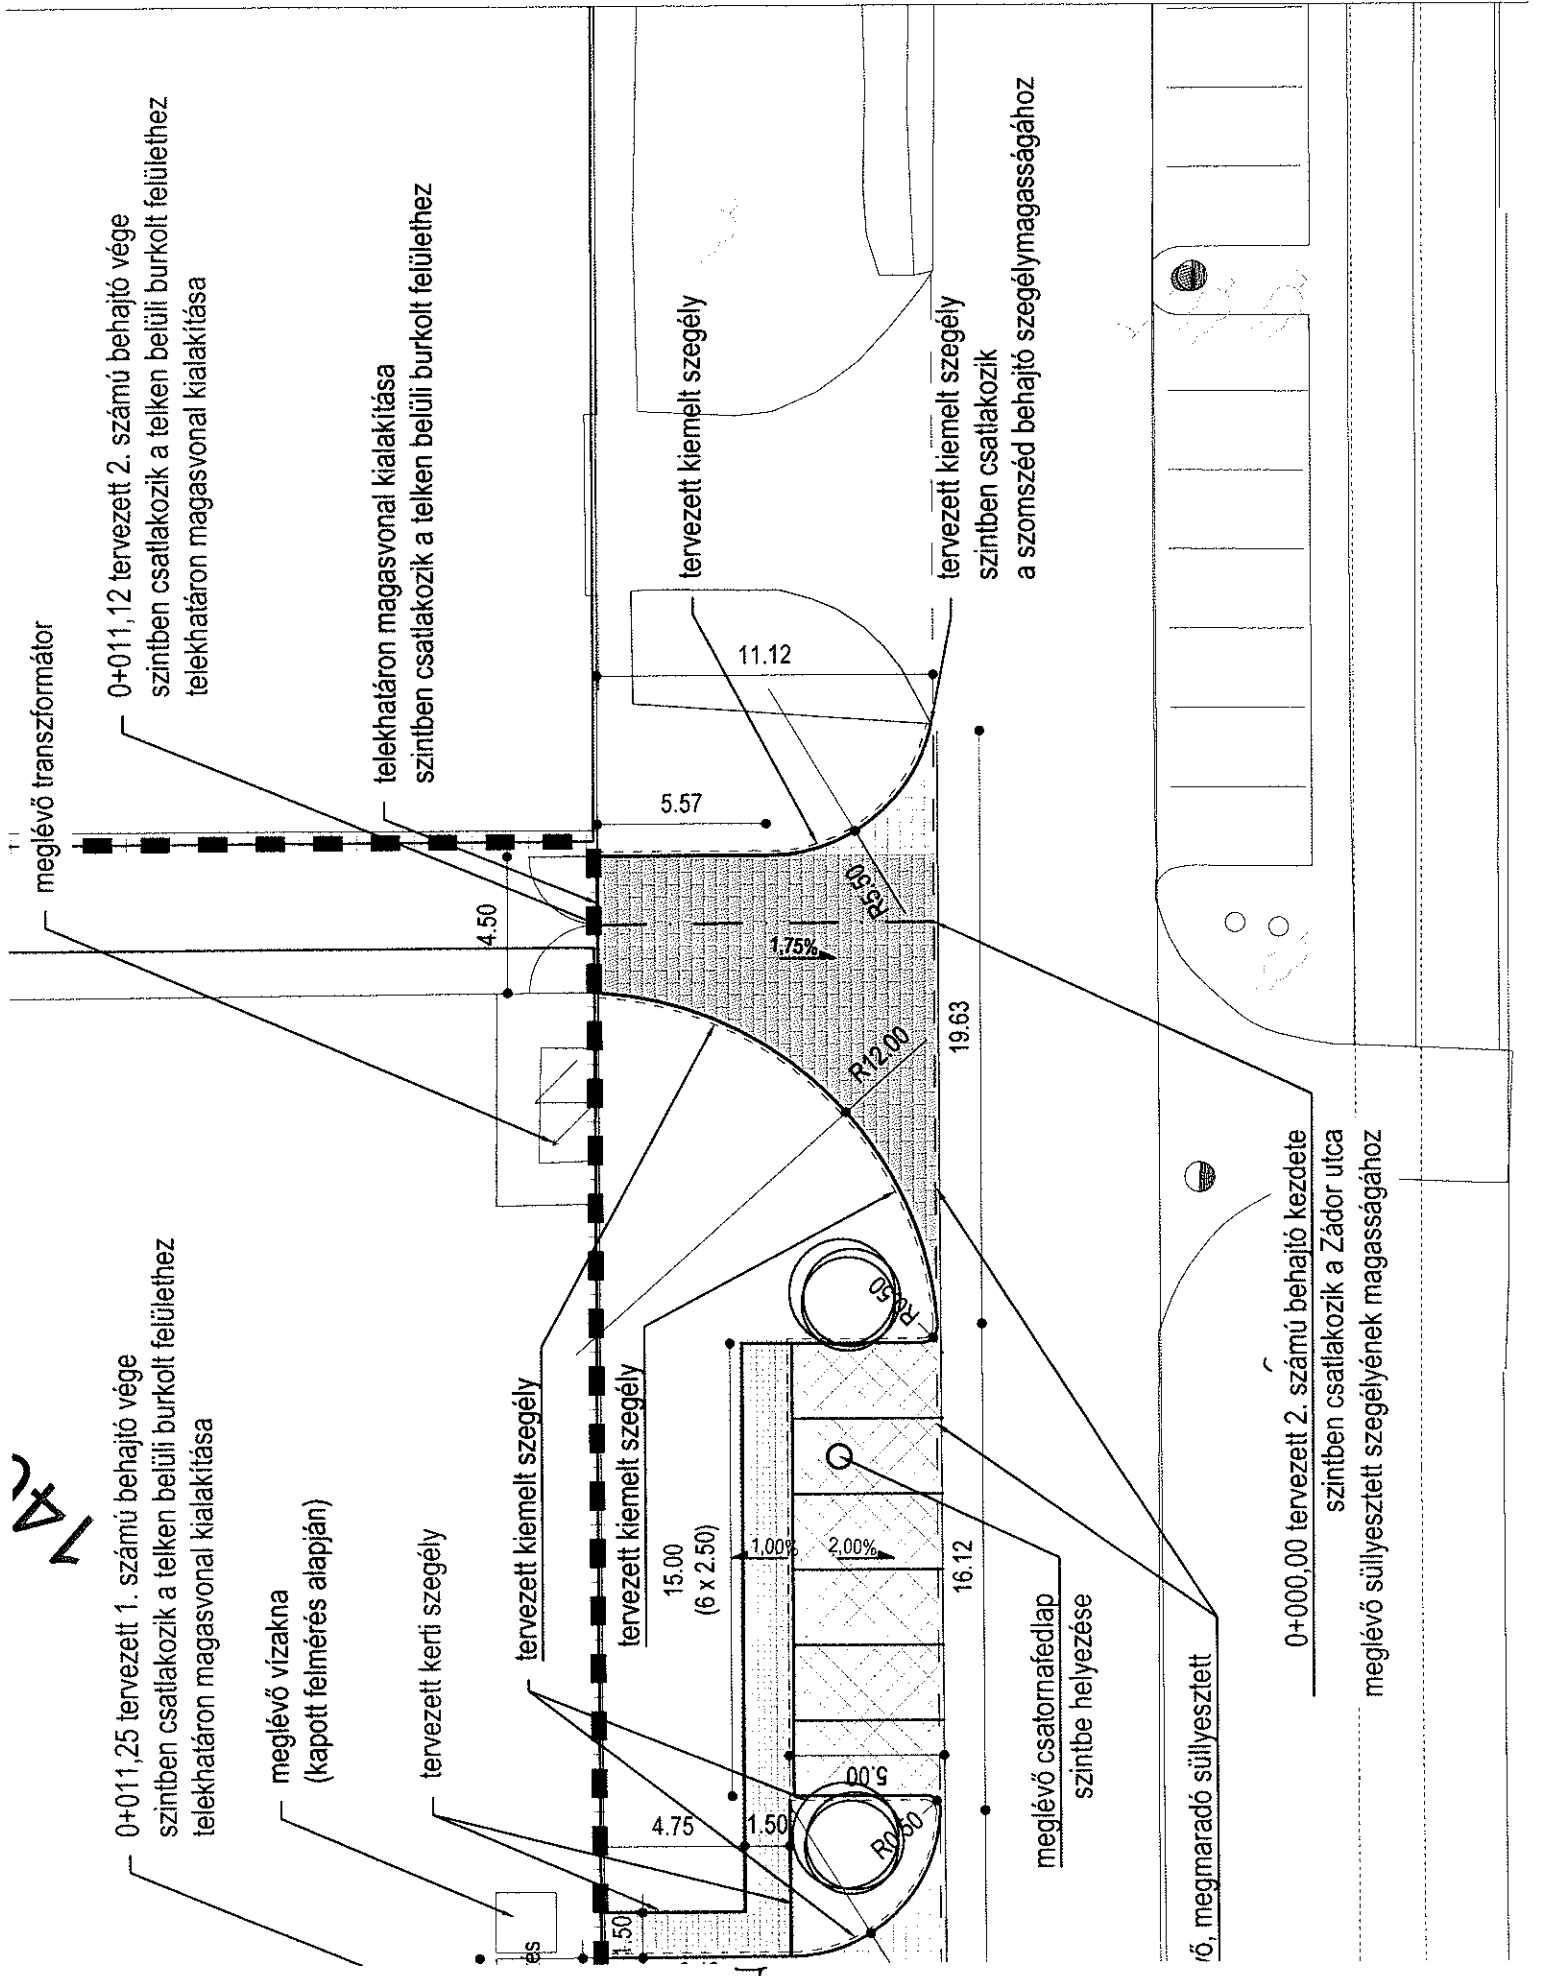 meglévő transzformátor
0+011,12 tervezett 2. számú behajtó vége
szintben csatlakozik a telken belüli burkolt felülethez
telekhatáron magasvonal kialakítása
telekhatáron magasvonal kialakítása
szintben csatlakozik a telken belüli burkolt felülethez
tervezett kiemelt szegély
tervezett kiemelt szegély
szintben csatlakozik
a szomszéd behajtó szegélymagasságához
0+011,25 tervezett 1. számú behajtó vége
szintben csatlakozik a telken belüli burkolt felülethez
telekhatáron magasvonal kialakítása
meglévő vízakna
(kapott felmérés alapján)
tervezett kerti szegély
tervezett kiemelt szegély
tervezett kiemelt szegély
15.00
(6 x 2.50)
1,00%
2,00%
16.12
19.63
11.12
5.57
4.50
1,75%
R5.50
R12.00
R0.50
R0.50
5.00
4.75
1.50
1.50
meglévő csatornafedlap
szintbe helyezése
megmaradó süllyesztett
0+000,00 tervezett 2. számú behajtó kezdete
szintben csatlakozik a Zádor utca
meglévő süllyesztett szegélyének magasságához